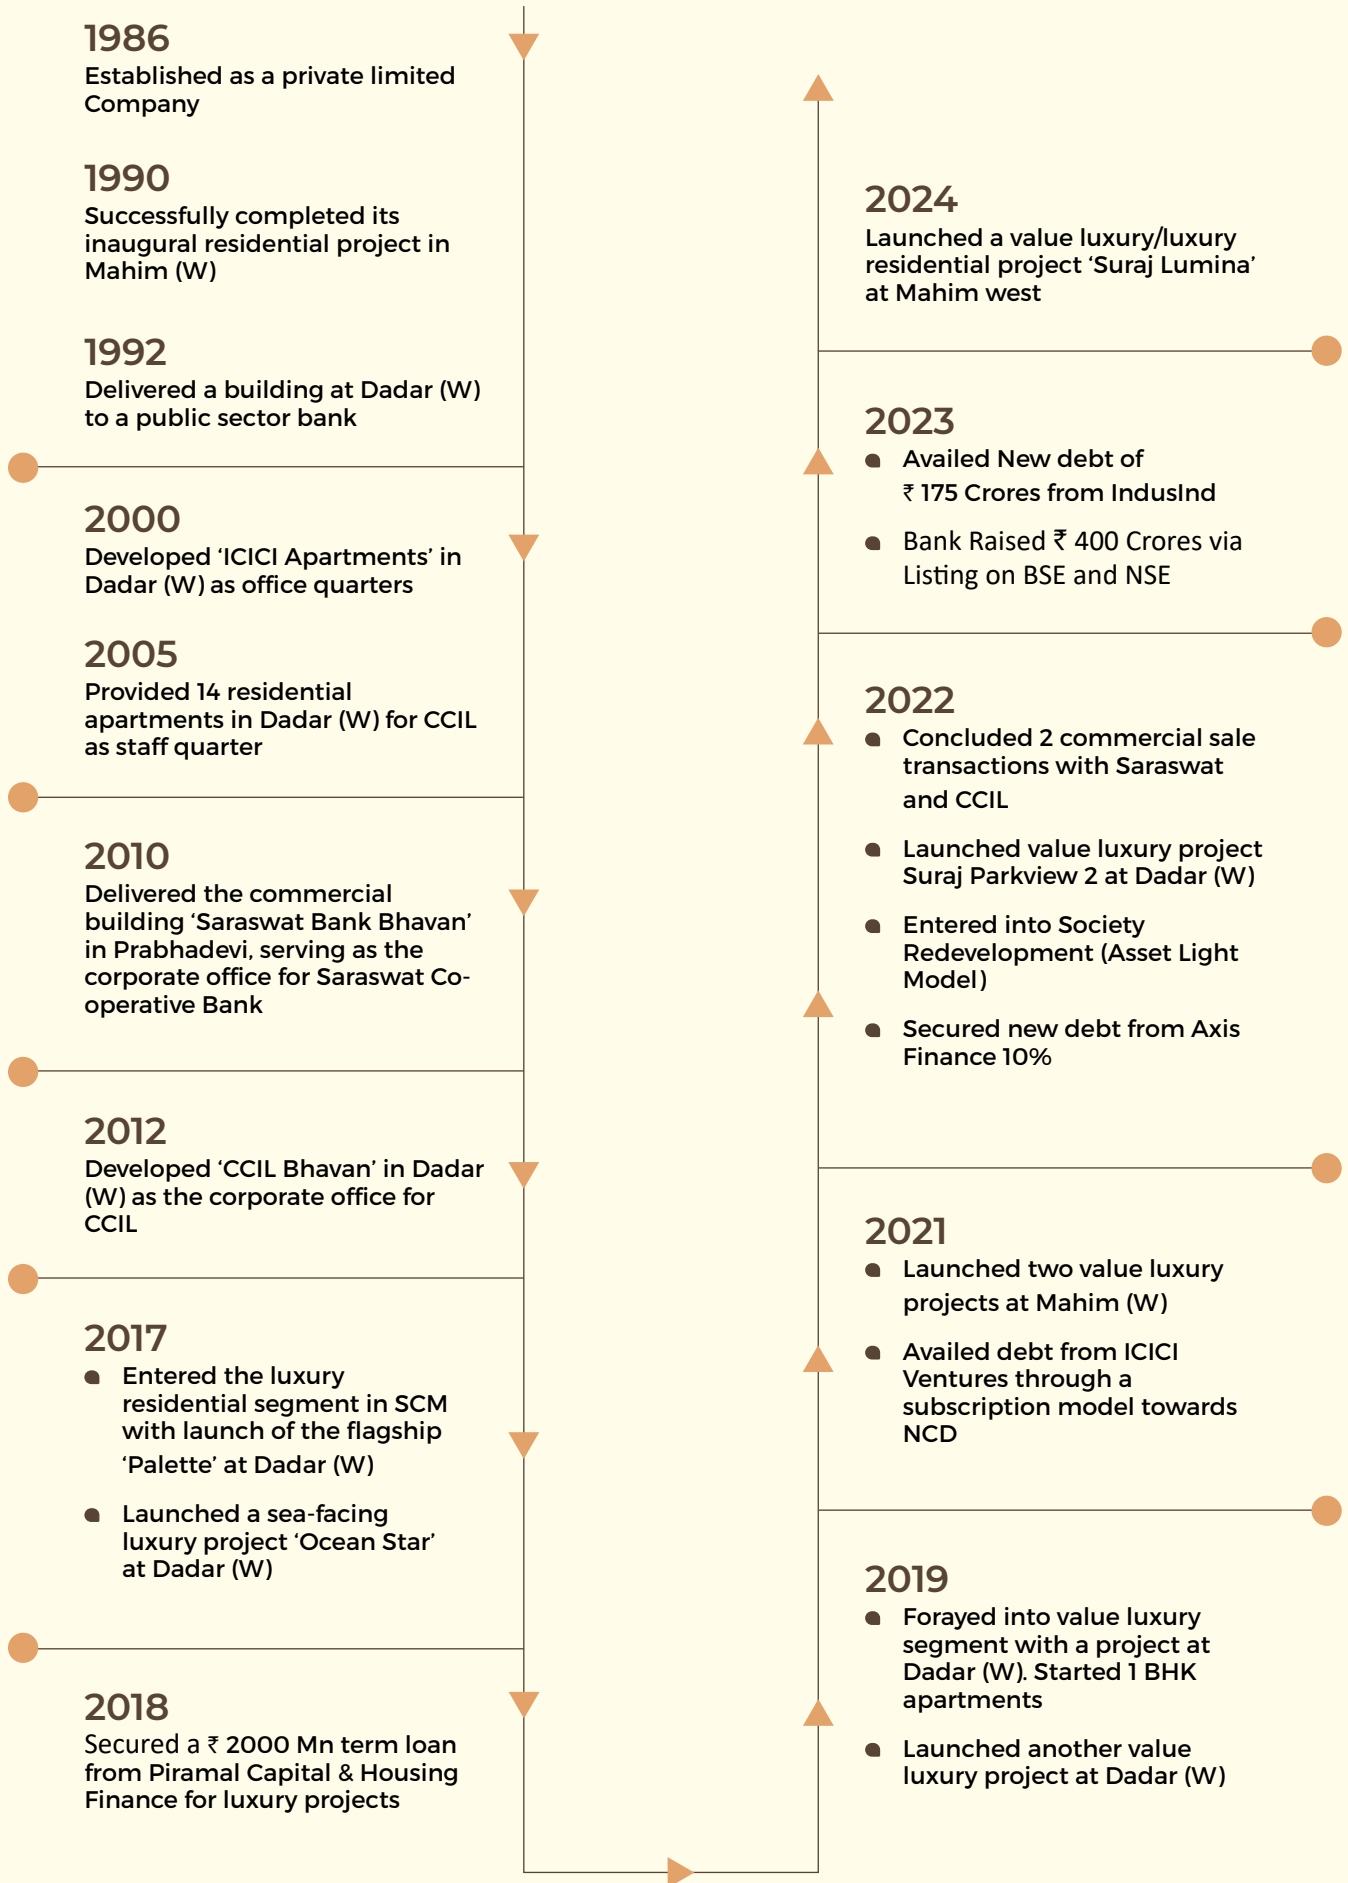 1986
Established as a private limited
Company
1990
Successfully completed its
inaugural residential project in
Mahim (W)
1992
Delivered a building at Dadar (W)
to a public sector bank
2000
Developed ‘ICICI Apartments’ in
Dadar (W) as office quarters
2005
Provided 14 residential
apartments in Dadar (W) for CCIL
as staff quarter
2010
Delivered the commercial
building ‘Saraswat Bank Bhavan’
in Prabhadevi, serving as the
corporate office for Saraswat Co-
operative Bank
2012
Developed ‘CCIL Bhavan’ in Dadar
(W) as the corporate office for
CCIL
2017
Entered the luxury
residential segment in SCM
with launch of the flagship
‘Palette’ at Dadar (W)
Launched a sea-facing
luxury project ‘Ocean Star’
at Dadar (W)
2018
Secured a ₹ 2000 Mn term loan
from Piramal Capital & Housing
Finance for luxury projects
2019
Forayed into value luxury
segment with a project at
Dadar (W). Started 1 BHK
apartments
Launched another value
luxury project at Dadar (W)
2021
Launched two value luxury
projects at Mahim (W)
Availed debt from ICICI
Ventures through a
subscription model towards
NCD
2022
Concluded 2 commercial sale
transactions with Saraswat
and CCIL
Launched value luxury project
Suraj Parkview 2 at Dadar (W)
Entered into Society
Redevelopment (Asset Light
Model)
Secured new debt from Axis
Finance 10%
2023
Availed New debt of
₹ 175 Crores from IndusInd
Bank Raised ₹ 400 Crores via
Listing on BSE and NSE
2024
Launched a value luxury/luxury
residential project ‘Suraj Lumina’
at Mahim west